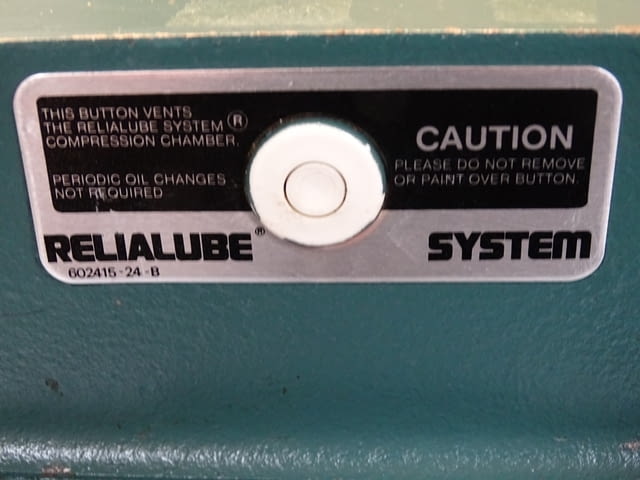 THIS BUTTON VENTS
THE RELIALUBE SYSTEM ®
COMPRESSION CHAMBER.
PERIODIC OIL CHANGES
NOT REQUIRED
CAUTION
PLEASE DO NOT REMOVE
OR PAINT OVER BUTTON.
RELIALUBE® SYSTEM
602415-24-B